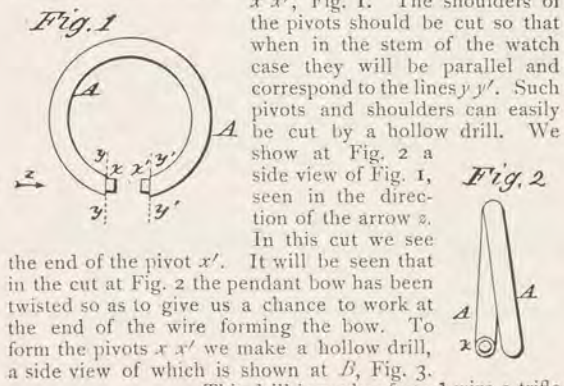 x x′, Fig. 1. The shoulders of
the pivots should be cut so that
when in the stem of the watch
case they will be parallel and
correspond to the lines y y′. Such
pivots and shoulders can easily
be cut by a hollow drill. We
show at Fig. 2 a
side view of Fig. 1,
seen in the direc-
tion of the arrow z.
In this cut we see
the end of the pivot x′. It will be seen that
in the cut at Fig. 2 the pendant bow has been
twisted so as to give us a chance to work at
the end of the wire forming the bow. To
form the pivots x x′ we make a hollow drill,
a side view of which is shown at B, Fig. 3.
Fig. 1
A
A
y x x′ y′
z
y y′
Fig. 2
A
A
x